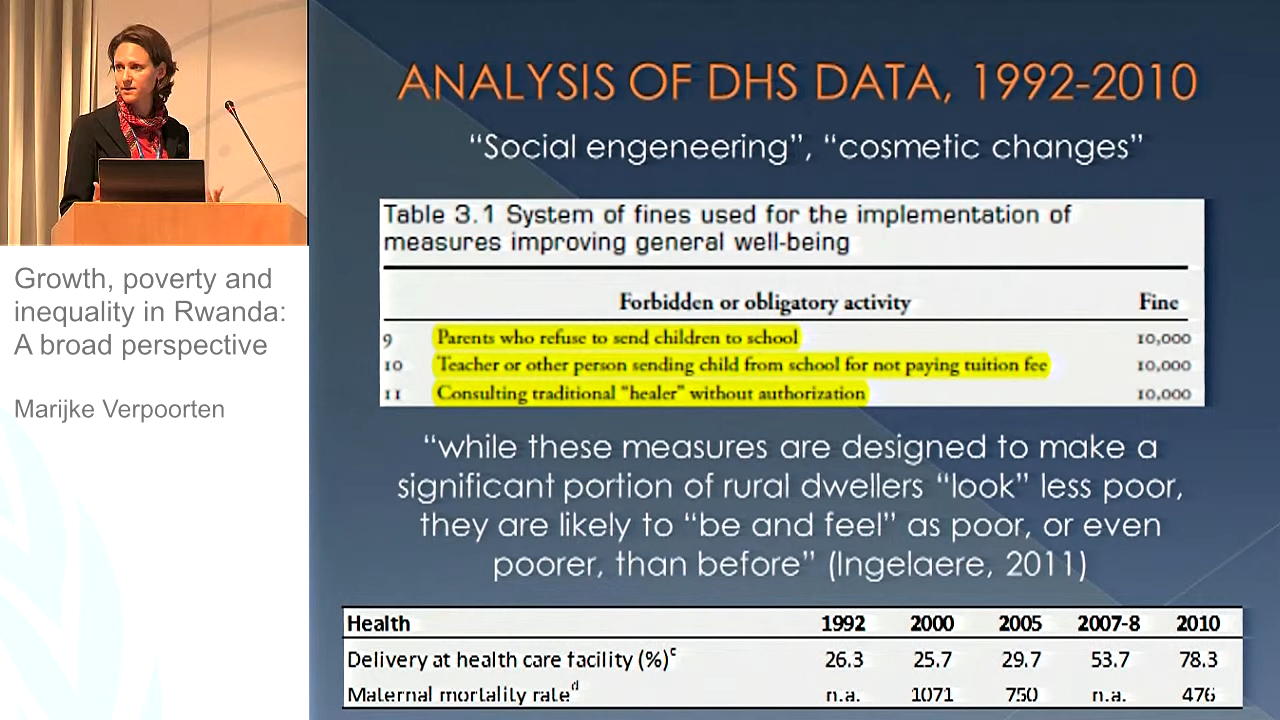 ANALYSIS OF DHS DATA, 1992-2010
“Social engeneering”, “cosmetic changes”
Table 3.1 System of fines used for the implementation of
measures improving general well-being
Forbidden or obligatory activity Fine
9 Parents who refuse to send children to school 10,000
10 Teacher or other person sending child from school for not paying tuition fee 10,000
11 Consulting traditional "healer" without authorization 10,000
“while these measures are designed to make a
significant portion of rural dwellers “look” less poor,
they are likely to “be and feel” as poor, or even
poorer, than before” (Ingelaere, 2011)
Health 1992 2000 2005 2007-8 2010
Delivery at health care facility (%)c 26.3 25.7 29.7 53.7 78.3
Maternal mortality rated n.a. 1071 750 n.a. 476
Growth, poverty and
inequality in Rwanda:
A broad perspective
Marijke Verpoorten